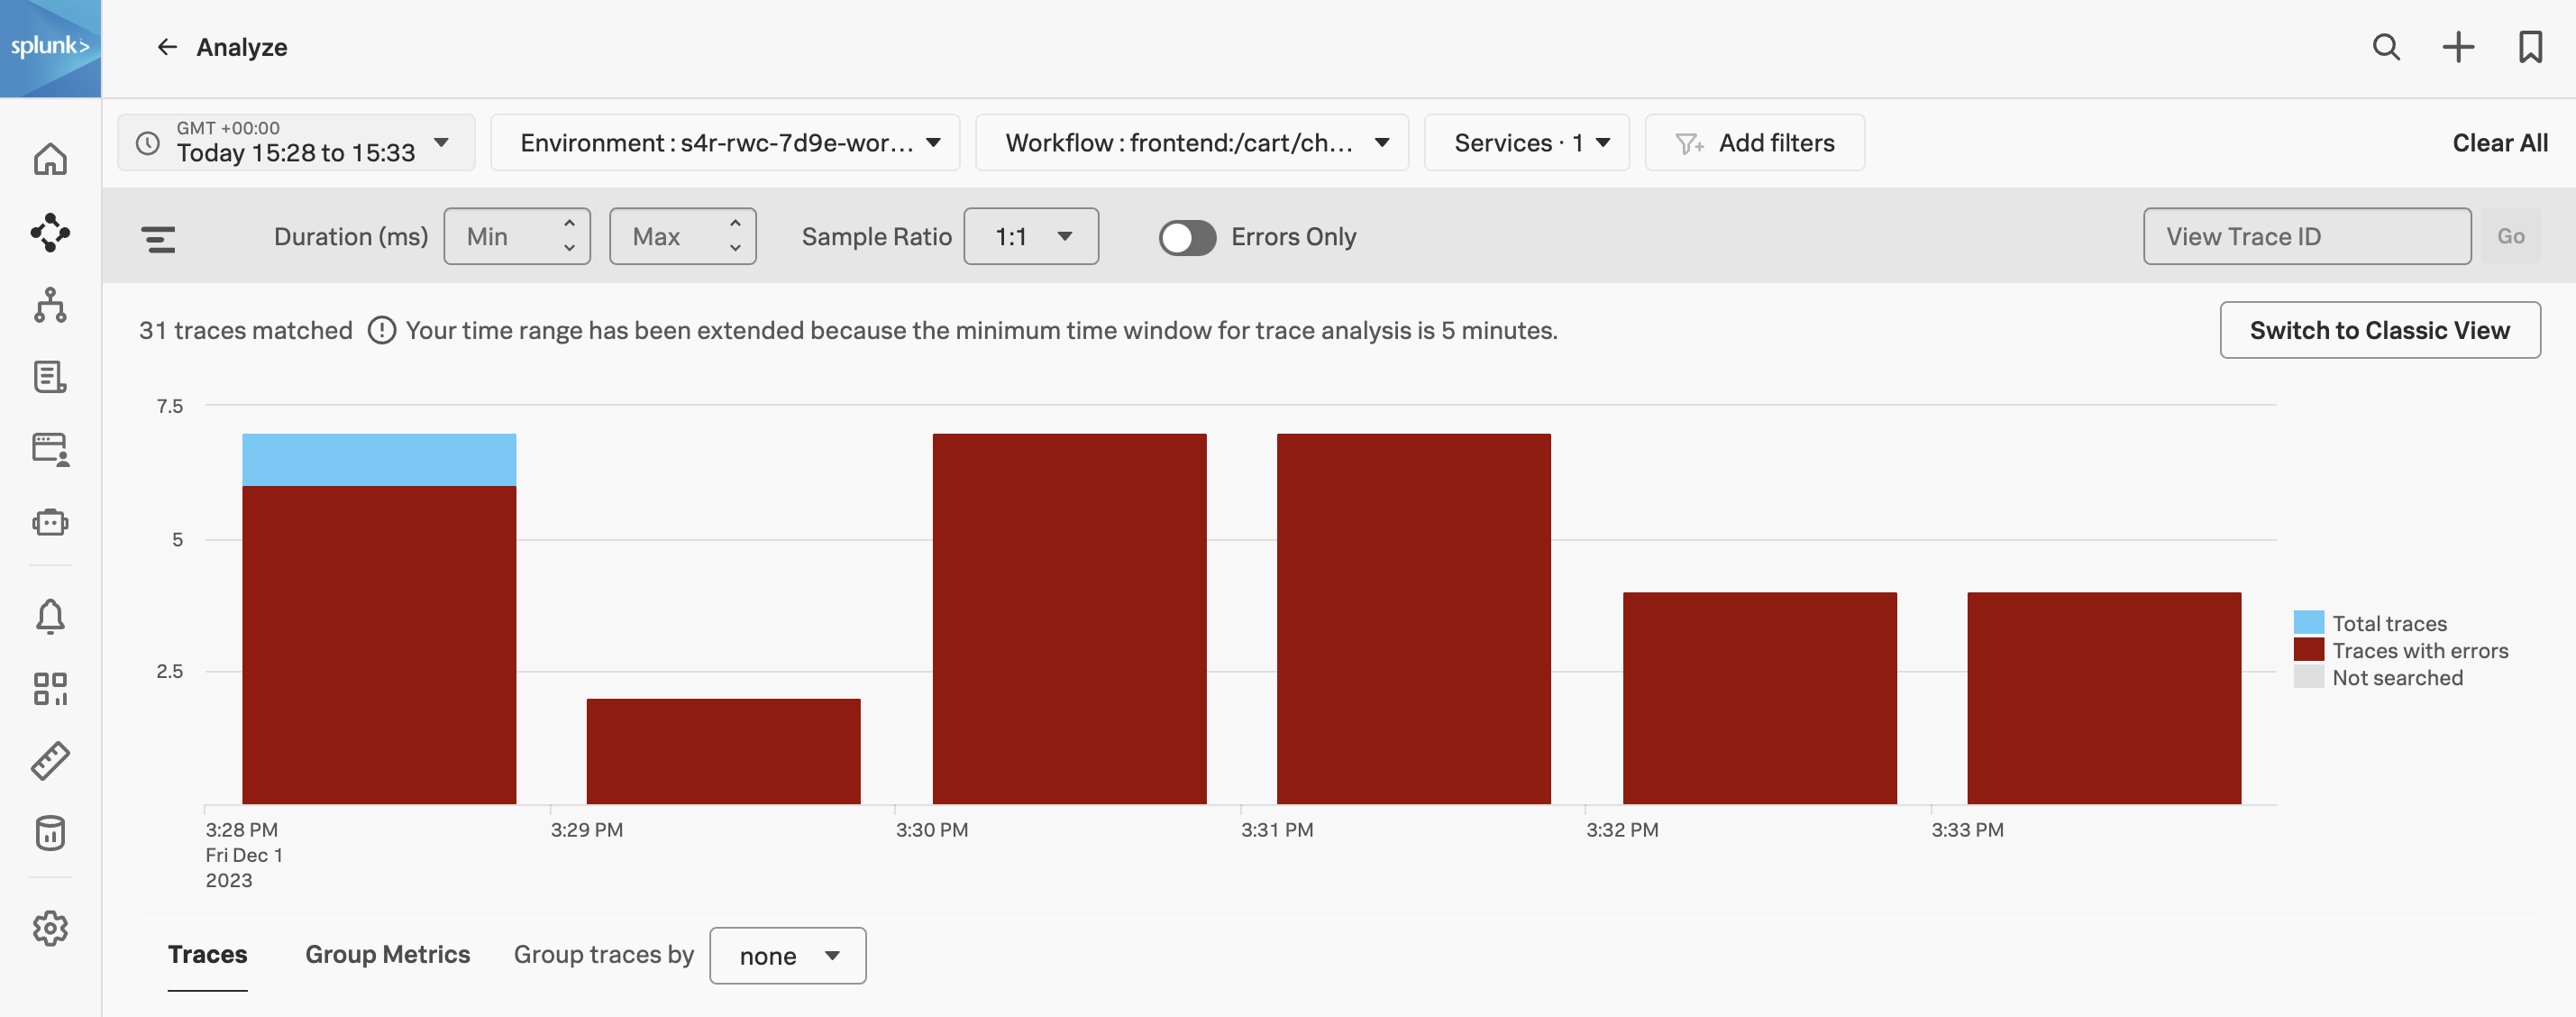 splunk>
Analyze
GMT +00:00
Today 15:28 to 15:33
Environment : s4r-rwc-7d9e-wor...
Workflow : frontend:/cart/ch...
Services · 1
Add filters
Clear All
Duration (ms)
Min
Max
Sample Ratio
1:1
Errors Only
View Trace ID
Go
31 traces matched
Your time range has been extended because the minimum time window for trace analysis is 5 minutes.
Switch to Classic View
7.5
5
2.5
3:28 PM
Fri Dec 1
2023
3:29 PM
3:30 PM
3:31 PM
3:32 PM
3:33 PM
Total traces
Traces with errors
Not searched
Traces
Group Metrics
Group traces by
none